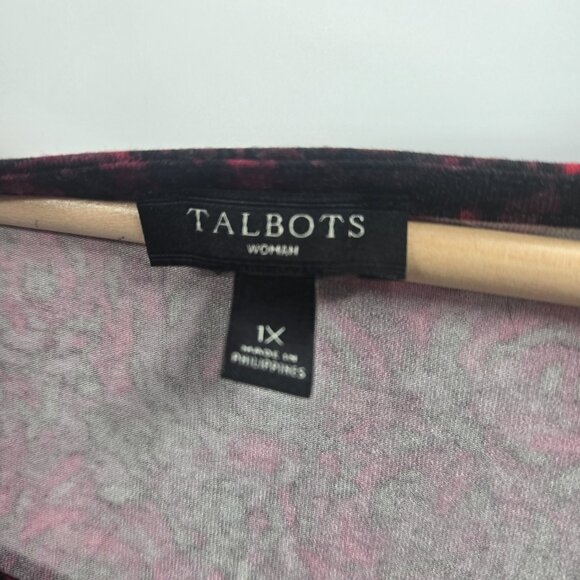 TALBOTS
WOMAN
1X
MADE IN
PHILIPPINES